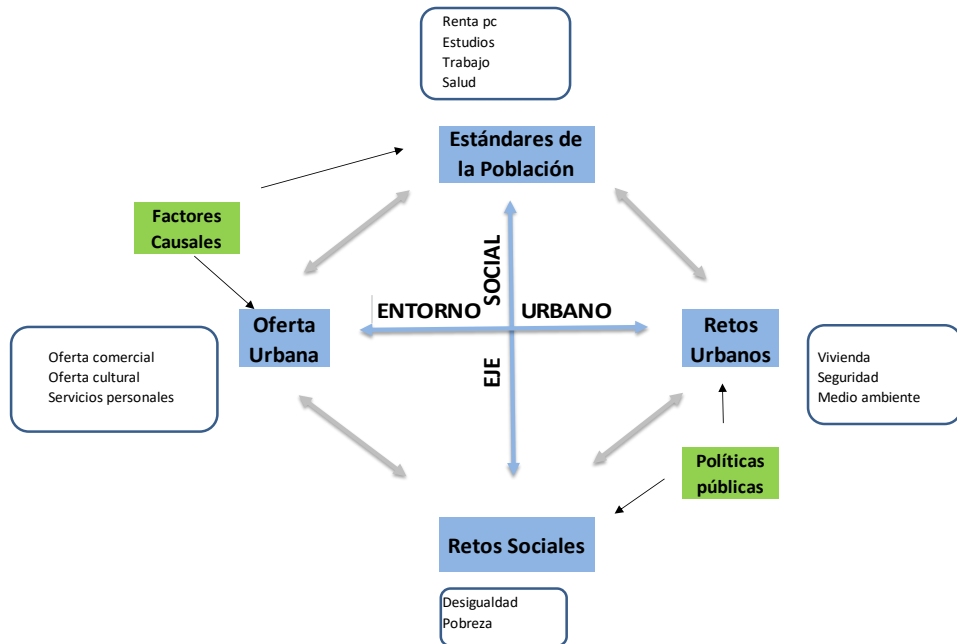 Renta pc
Estudios
Trabajo
Salud
Estándares de
la Población
Factores
Causales
SOCIAL
ENTORNO
URBANO
EJE
Oferta
Urbana
Retos
Urbanos
Oferta comercial
Oferta cultural
Servicios personales
Vivienda
Seguridad
Medio ambiente
Políticas
públicas
Retos Sociales
Desigualdad
Pobreza